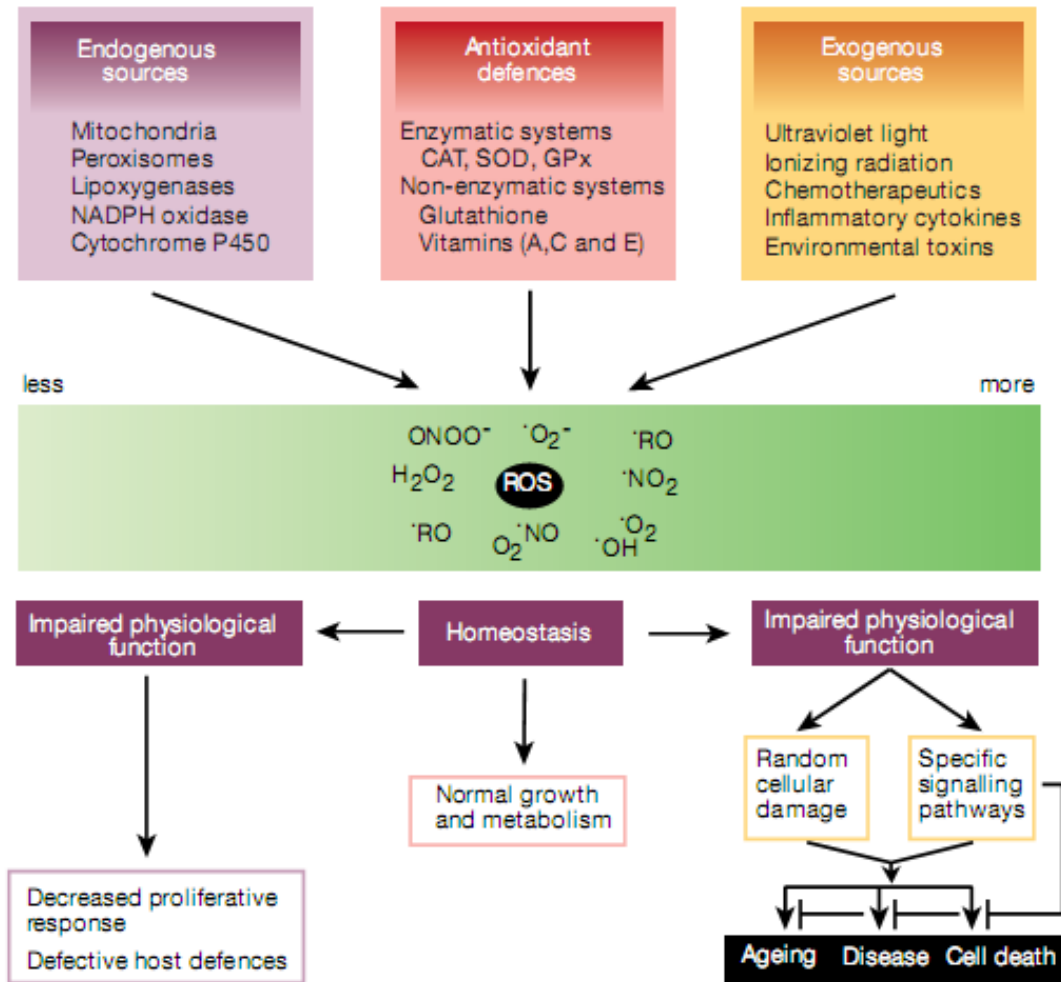 Endogenous
sources
Mitochondria
Peroxisomes
Lipoxygenases
NADPH oxidase
Cytochrome P450
Antioxidant
defences
Enzymatic systems
CAT, SOD, GPx
Non-enzymatic systems
Glutathione
Vitamins (A,C and E)
Exogenous
sources
Ultraviolet light
Ionizing radiation
Chemotherapeutics
Inflammatory cytokines
Environmental toxins
less
more
ONOO⁻
·O₂⁻
·RO
H₂O₂
ROS
·NO₂
·RO
O₂
·NO
·OH
·O₂
Impaired physiological
function
Homeostasis
Impaired physiological
function
Normal growth
and metabolism
Random
cellular
damage
Specific
signalling
pathways
Decreased proliferative
response
Defective host defences
Ageing
Disease
Cell death